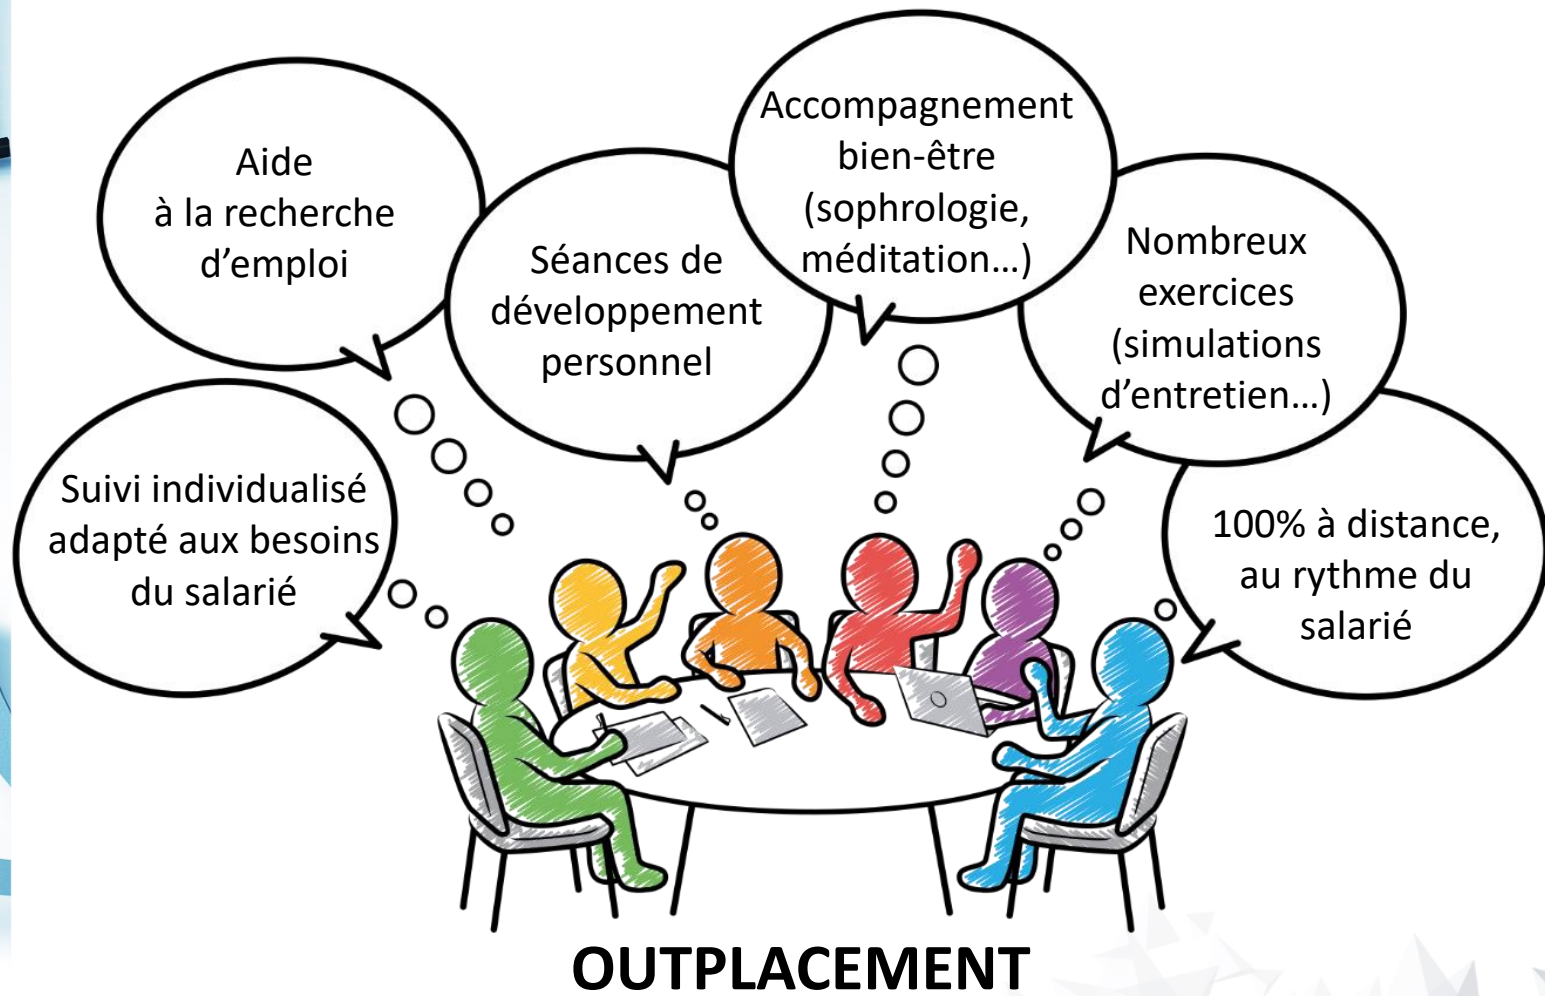 Suivi individualisé
adapté aux besoins
du salarié
Aide
à la recherche
d’emploi
Séances de
développement
personnel
Accompagnement
bien-être
(sophrologie,
méditation…)
Nombreux
exercices
(simulations
d’entretien…)
100% à distance,
au rythme du
salarié
OUTPLACEMENT